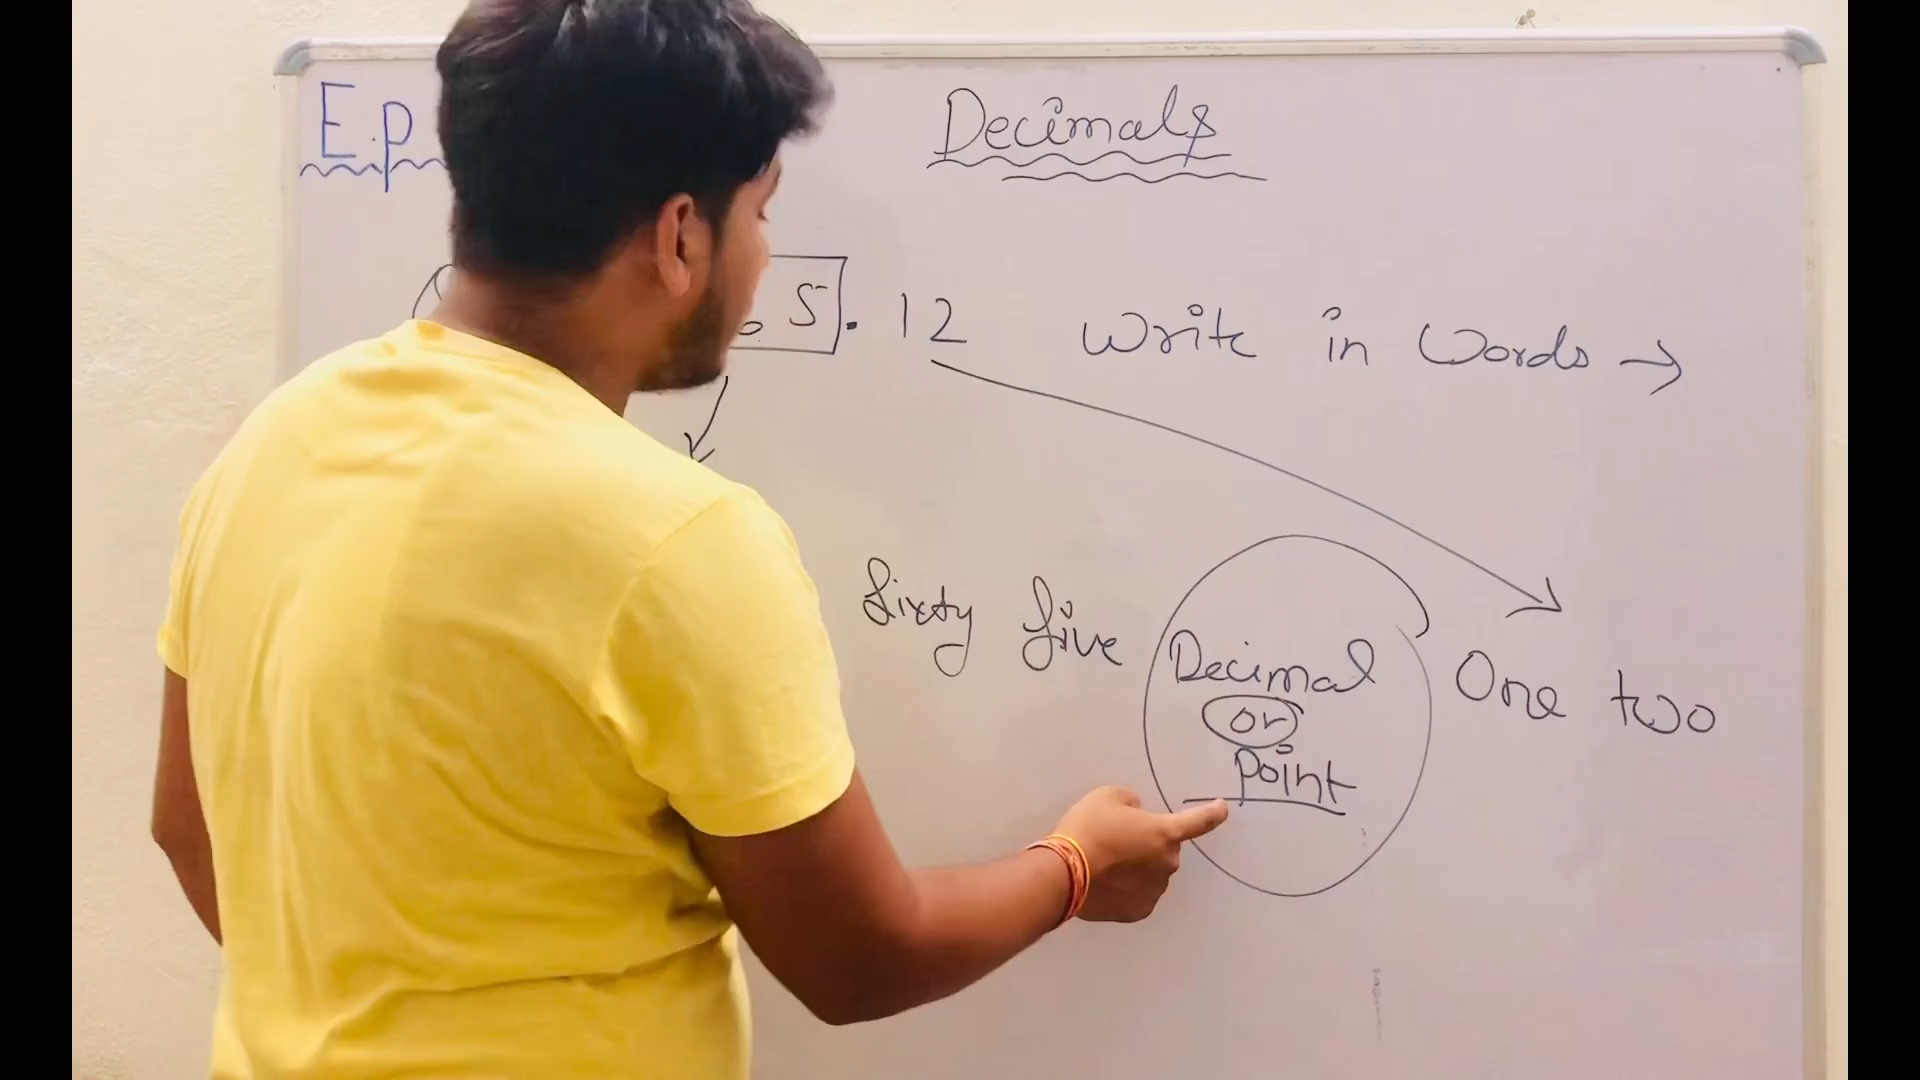 E.p
Decimals
5.12 Write in Words →
Sixty five Decimal One two
or
Point